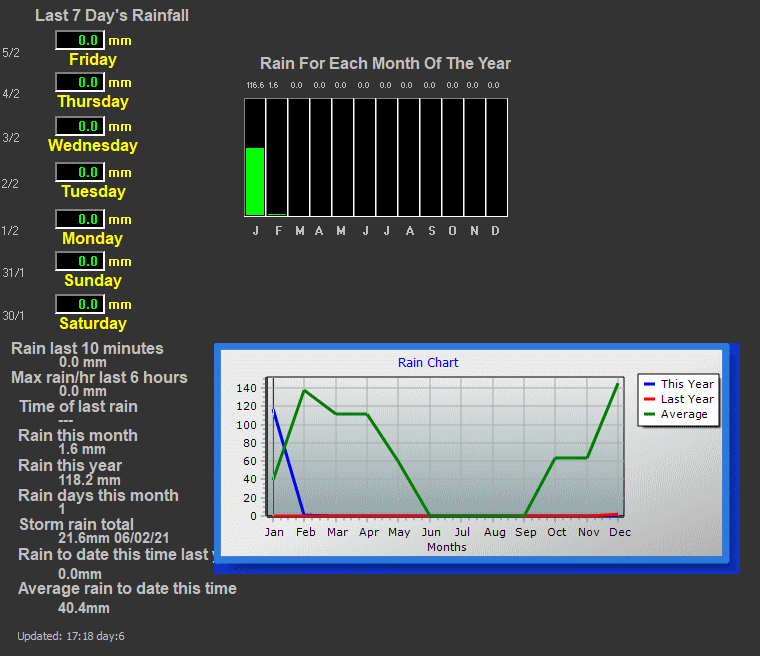 Last 7 Day's Rainfall
5/2 0.0 mm
Friday
4/2 0.0 mm
Thursday
3/2 0.0 mm
Wednesday
2/2 0.0 mm
Tuesday
1/2 0.0 mm
Monday
31/1 0.0 mm
Sunday
30/1 0.0 mm
Saturday
Rain For Each Month Of The Year
116.6 1.6 0.0 0.0 0.0 0.0 0.0 0.0 0.0 0.0 0.0 0.0
J F M A M J J A S O N D
Rain last 10 minutes
0.0 mm
Max rain/hr last 6 hours
0.0 mm
Time of last rain
---
Rain this month
1.6 mm
Rain this year
118.2 mm
Rain days this month
1
Storm rain total
21.6mm 06/02/21
Rain to date this time last
0.0mm
Average rain to date this time
40.4mm
Updated: 17:18 day:6
Rain Chart
140
120
100
80
60
40
20
0
Jan Feb Mar Apr May Jun Jul Aug Sep Oct Nov Dec
Months
This Year
Last Year
Average